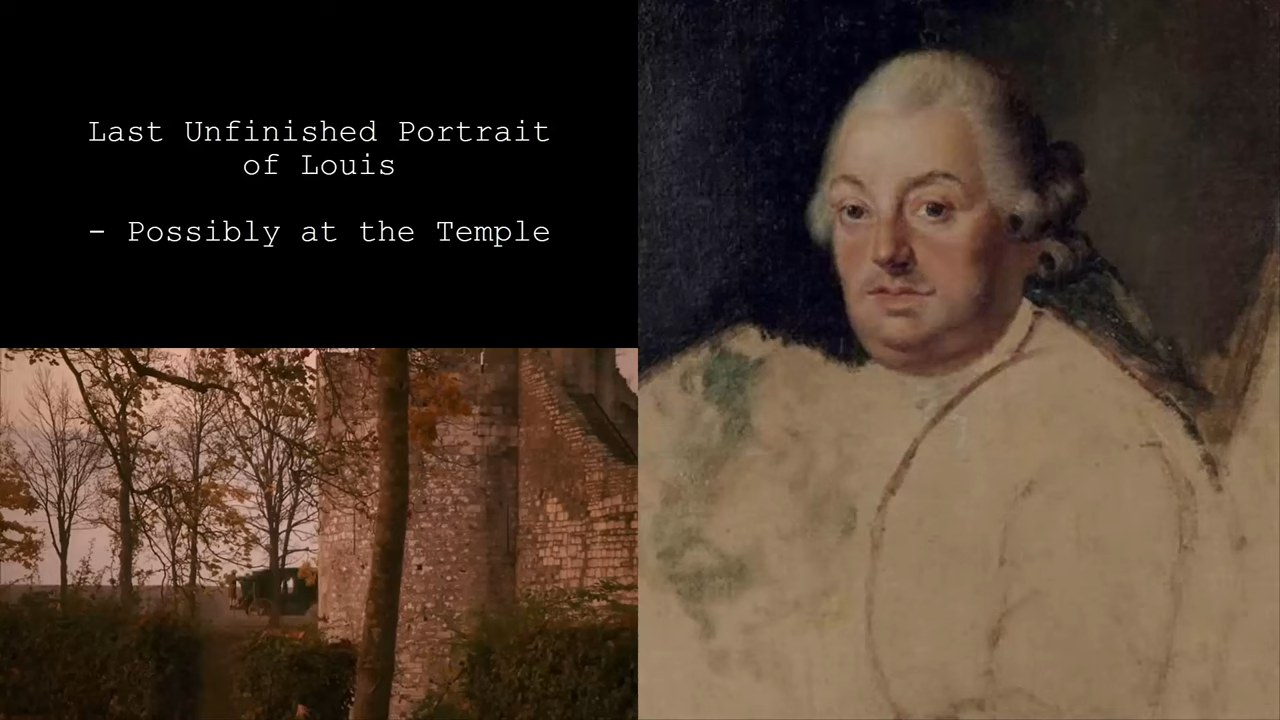 Last Unfinished Portrait
of Louis
- Possibly at the Temple